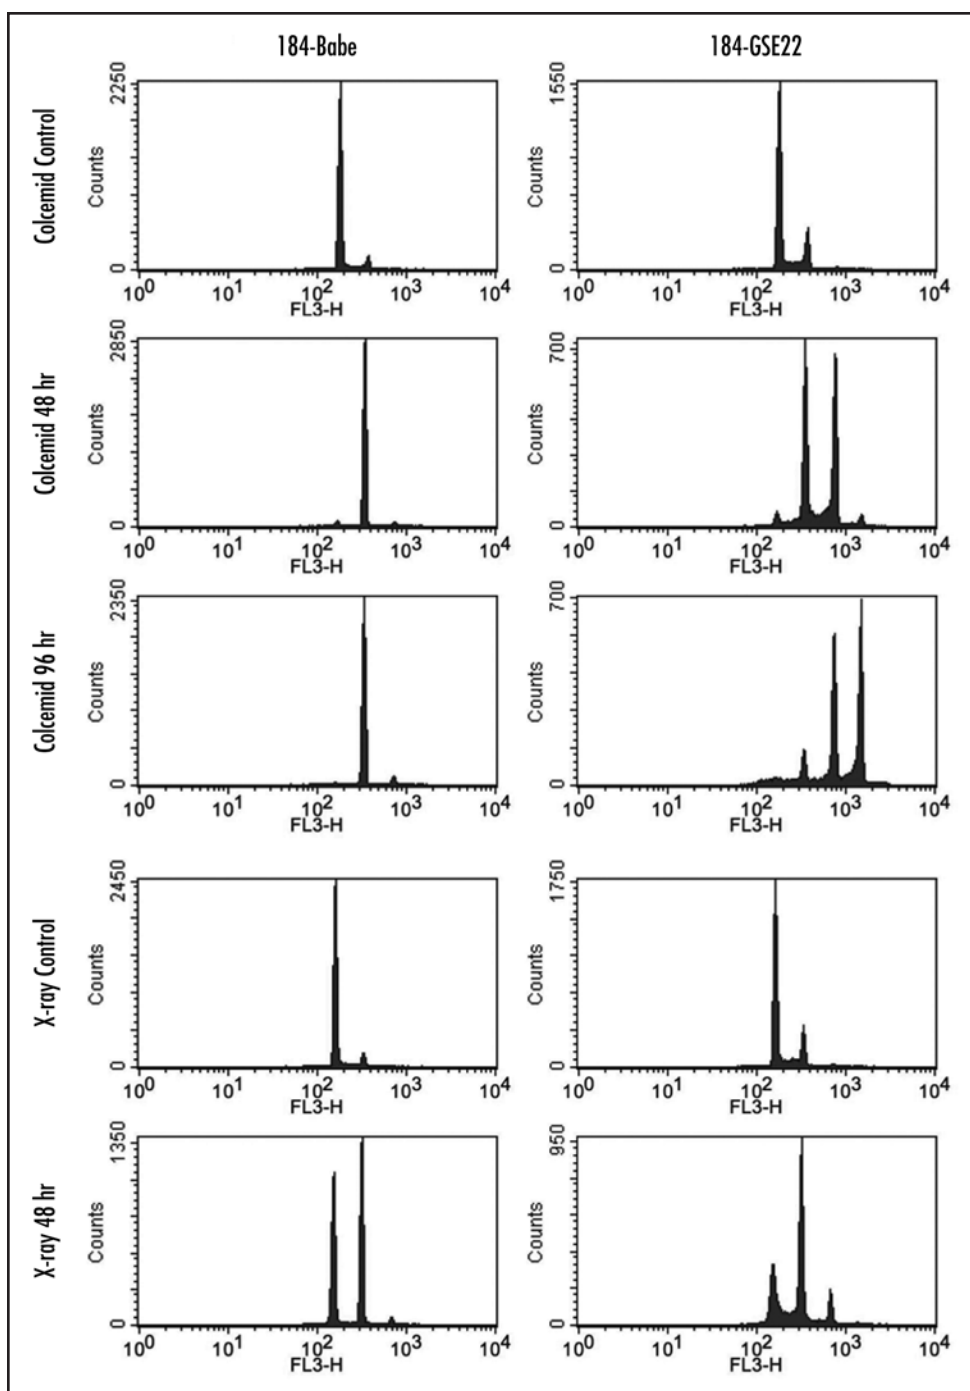 184-Babe 184-GSE22
Colcemid Control
2250
Counts
0
10^0 10^1 10^2 10^3 10^4
FL3-H
1550
Counts
0
10^0 10^1 10^2 10^3 10^4
FL3-H
Colcemid 48 hr
2850
Counts
0
10^0 10^1 10^2 10^3 10^4
FL3-H
700
Counts
0
10^0 10^1 10^2 10^3 10^4
FL3-H
Colcemid 96 hr
2350
Counts
0
10^0 10^1 10^2 10^3 10^4
FL3-H
700
Counts
0
10^0 10^1 10^2 10^3 10^4
FL3-H
X-ray Control
2450
Counts
0
10^0 10^1 10^2 10^3 10^4
FL3-H
1750
Counts
0
10^0 10^1 10^2 10^3 10^4
FL3-H
X-ray 48 hr
1350
Counts
0
10^0 10^1 10^2 10^3 10^4
FL3-H
950
Counts
0
10^0 10^1 10^2 10^3 10^4
FL3-H